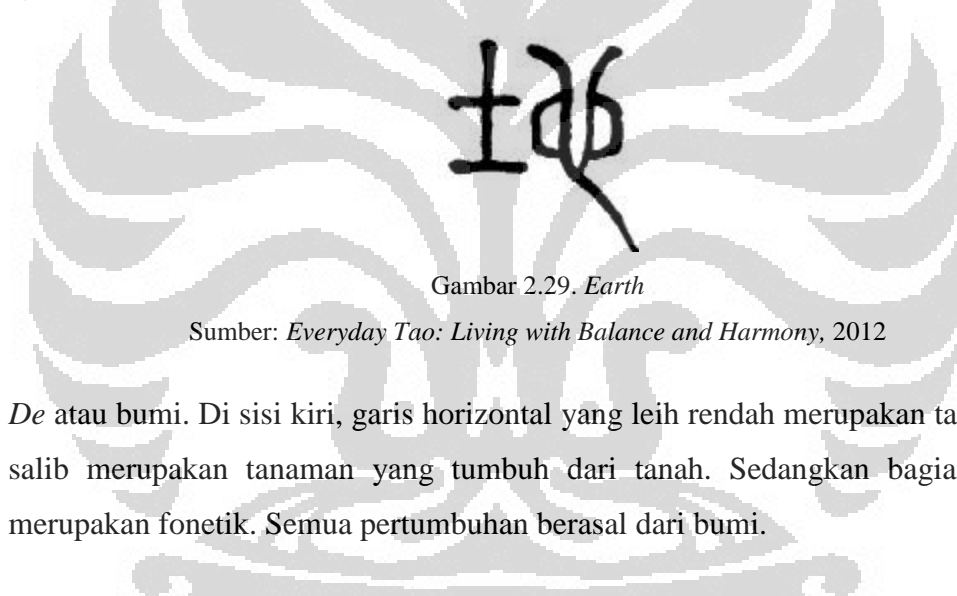 地
Gambar 2.29. Earth
Sumber: Everyday Tao: Living with Balance and Harmony, 2012
De atau bumi. Di sisi kiri, garis horizontal yang leih rendah merupakan ta
salib merupakan tanaman yang tumbuh dari tanah. Sedangkan bagia
merupakan fonetik. Semua pertumbuhan berasal dari bumi.